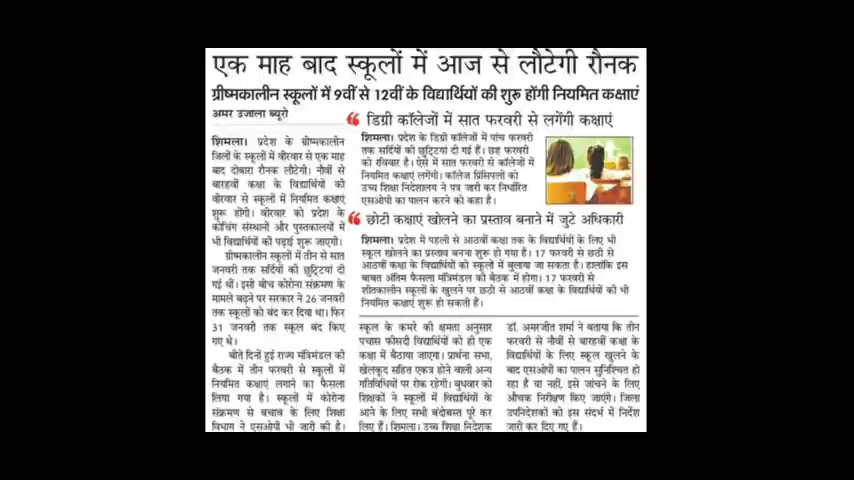 एक माह बाद स्कूलों में आज से लौटेगी रौनक
ग्रीष्मकालीन स्कूलों में 9वीं से 12वीं के विद्यार्थियों की शुरू होंगी नियमित कक्षाएं
अमर उजाला ब्यूरो
शिमला। प्रदेश के ग्रीष्मकालीन
जिलों के स्कूलों में वीरवार से एक माह
बाद दोबारा रौनक लौटेगी। नौवीं से
बारहवीं कक्षा के विद्यार्थियों की
वीरवार से स्कूलों में नियमित कक्षाएं
शुरू होंगी। वीरवार को प्रदेश के
कोचिंग संस्थानों और पुस्तकालयों में
भी विद्यार्थियों की पढ़ाई शुरू जाएगी।
ग्रीष्मकालीन स्कूलों में तीन से सात
जनवरी तक सर्दियों की छुट्टियां दी
गई थीं। इसी बीच कोरोना संक्रमण के
मामले बढ़ने पर सरकार ने 26 जनवरी
तक स्कूलों को बंद कर दिया था। फिर
31 जनवरी तक स्कूल बंद किए
गए थे।
बीते दिनों हुई राज्य मंत्रिमंडल की
बैठक में तीन फरवरी से स्कूलों में
नियमित कक्षाएं लगाने का फैसला
लिया गया है। स्कूलों में कोरोना
संक्रमण से बचाव के लिए शिक्षा
विभाग ने एसओपी भी जारी की है।
❝ डिग्री कॉलेजों में सात फरवरी से लगेंगी कक्षाएं
शिमला। प्रदेश के डिग्री कॉलेजों में पांच फरवरी
तक सर्दियों की छुट्टियां दी गई हैं। छह फरवरी
को रविवार है। ऐसे में सात फरवरी से कॉलेजों में
नियमित कक्षाएं लगेंगी। कॉलेज प्रिंसिपलों को
उच्च शिक्षा निदेशालय ने पत्र जारी कर निर्धारित
एसओपी का पालन करने को कहा है।
❝ छोटी कक्षाएं खोलने का प्रस्ताव बनाने में जुटे अधिकारी
शिमला। प्रदेश में पहली से आठवीं कक्षा तक के विद्यार्थियों के लिए भी
स्कूल खोलने का प्रस्ताव बनना शुरू हो गया है। 17 फरवरी से छठी से
आठवीं कक्षा के विद्यार्थियों को स्कूलों में बुलाया जा सकता है। हालांकि इस
बाबत अंतिम फैसला मंत्रिमंडल की बैठक में होगा। 17 फरवरी से
शीतकालीन स्कूलों के खुलने पर छठी से आठवीं कक्षा के विद्यार्थियों की भी
नियमित कक्षाएं शुरू हो सकती हैं।
स्कूल के कमरे की क्षमता अनुसार
पचास फीसदी विद्यार्थियों को ही एक
कक्षा में बैठाया जाएगा। प्रार्थना सभा,
खेलकूद सहित एकत्र होने वाली अन्य
गतिविधियों पर रोक रहेगी। बुधवार को
शिक्षकों ने स्कूलों में विद्यार्थियों के
आने के लिए सभी बंदोबस्त पूरे कर
लिए हैं। शिमला। उच्च शिक्षा निदेशक
डॉ. अमरजीत शर्मा ने बताया कि तीन
फरवरी से नौवीं से बारहवीं कक्षा के
विद्यार्थियों के लिए स्कूल खुलने के
बाद एसओपी का पालन सुनिश्चित हो
रहा है या नहीं, इसे जांचने के लिए
औचक निरीक्षण किए जाएंगे। जिला
उपनिदेशकों को इस संदर्भ में निर्देश
जारी कर दिए गए हैं।